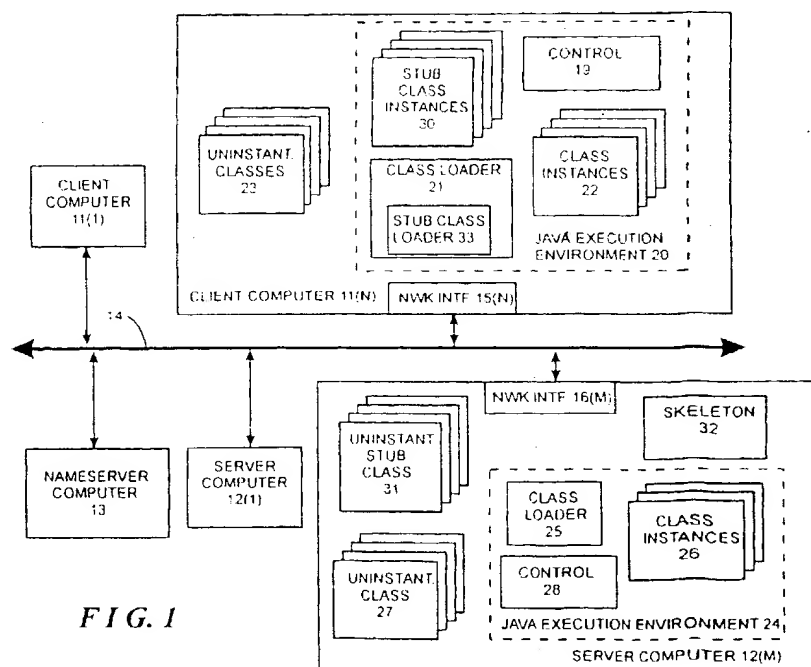 STUB
CLASS
INSTANCES
30
CONTROL
19
UNINSTANT.
CLASSES
23
CLASS LOADER
21
STUB CLASS
LOADER 33
CLASS
INSTANCES
22
JAVA EXECUTION
ENVIRONMENT 20
CLIENT
COMPUTER
11(1)
CLIENT COMPUTER 11(N)
NWK INTF 15(N)
14
NWK INTF 16(M)
NAMESERVER
COMPUTER
13
SERVER
COMPUTER
12(1)
UNINSTANT
STUB
CLASS
31
SKELETON
32
CLASS
LOADER
25
CLASS
INSTANCES
26
UNINSTANT.
CLASS
27
CONTROL
28
JAVA EXECUTION ENVIRONMENT 24
SERVER COMPUTER 12(M)
FIG. 1